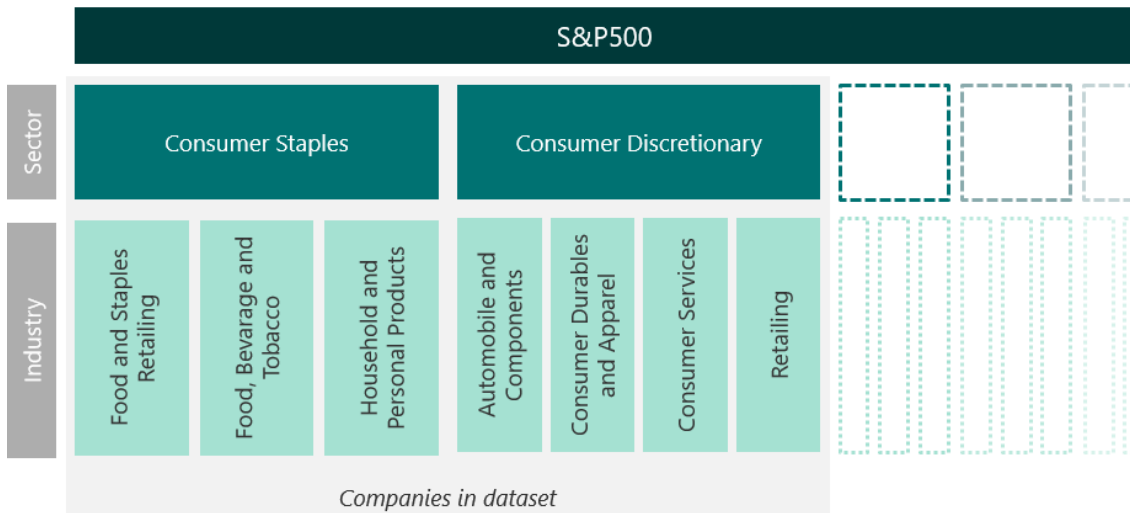 S&P500
Sector
Consumer Staples
Consumer Discretionary
Industry
Food and Staples
Retailing
Food, Bevarage and
Tobacco
Household and
Personal Products
Automobile and
Components
Consumer Durables
and Apparel
Consumer Services
Retailing
Companies in dataset